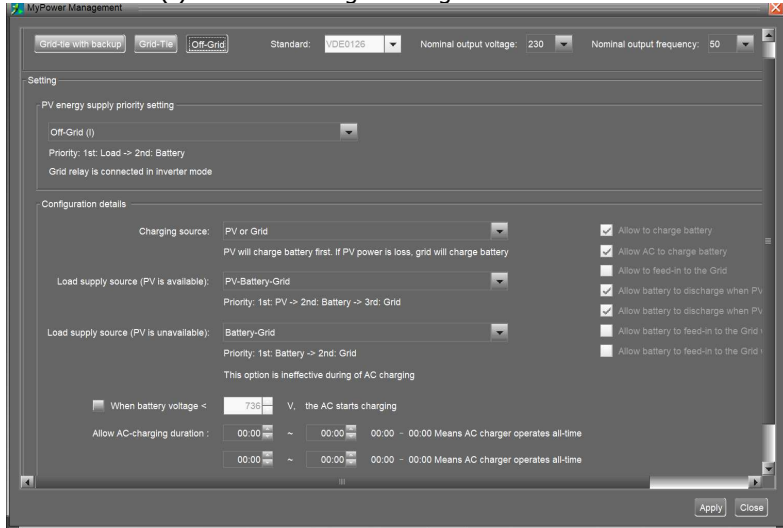 MyPower Management
Grid-tie with backup Grid-Tie Off-Grid Standard: VDE0126 Nominal output voltage: 230 Nominal output frequency: 50
Setting
PV energy supply priority setting
Off-Grid (I)
Priority: 1st: Load -> 2nd: Battery
Grid relay is connected in inverter mode
Configuration details
Charging source: PV or Grid
Allow to charge battery
PV will charge battery first. If PV power is loss, grid will charge battery
Allow AC to charge battery
Allow to feed-in to the Grid
Load supply source (PV is available): PV-Battery-Grid
Allow battery to discharge when PV
Priority: 1st: PV -> 2nd: Battery -> 3rd: Grid
Allow battery to discharge when PV
Load supply source (PV is unavailable): Battery-Grid
Allow battery to feed-in to the Grid
Priority: 1st: Battery -> 2nd: Grid
Allow battery to feed-in to the Grid
This option is ineffective during of AC charging
When battery voltage < 736 V, the AC starts charging
Allow AC-charging duration : 00:00 ~ 00:00 00:00 - 00:00 Means AC charger operates all-time
00:00 ~ 00:00 00:00 - 00:00 Means AC charger operates all-time
Apply Close